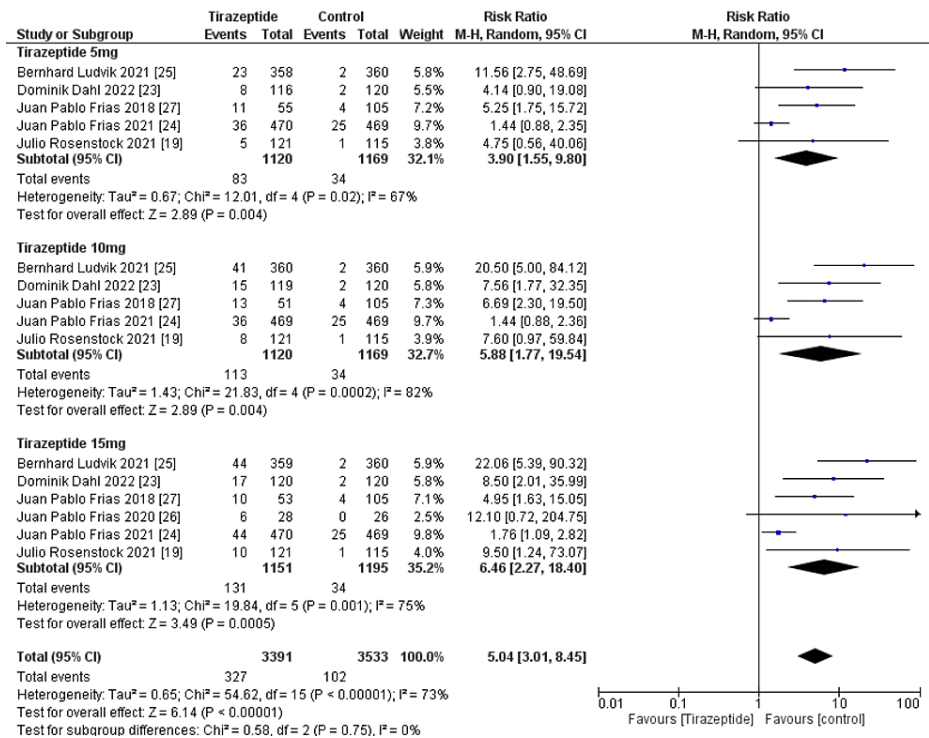 Tirazeptide Control Risk Ratio Risk Ratio
Study or Subgroup Events Total Events Total Weight M-H, Random, 95% CI M-H, Random, 95% CI
Tirazeptide 5mg
Bernhard Ludvik 2021 [25] 23 358 2 360 5.8% 11.56 [2.75, 48.69]
Dominik Dahl 2022 [23] 8 116 2 120 5.5% 4.14 [0.90, 19.08]
Juan Pablo Frias 2018 [27] 11 55 4 105 7.2% 5.25 [1.75, 15.72]
Juan Pablo Frias 2021 [24] 36 470 25 469 9.7% 1.44 [0.88, 2.35]
Julio Rosenstock 2021 [19] 5 121 1 115 3.8% 4.75 [0.56, 40.06]
Subtotal (95% CI) 1120 1169 32.1% 3.90 [1.55, 9.80]
Total events 83 34
Heterogeneity: Tau² = 0.67; Chi² = 12.01, df = 4 (P = 0.02); I² = 67%
Test for overall effect: Z = 2.89 (P = 0.004)
Tirazeptide 10mg
Bernhard Ludvik 2021 [25] 41 360 2 360 5.9% 20.50 [5.00, 84.12]
Dominik Dahl 2022 [23] 15 119 2 120 5.9% 7.56 [1.77, 32.35]
Juan Pablo Frias 2018 [27] 13 51 4 105 7.3% 6.69 [2.30, 19.50]
Juan Pablo Frias 2021 [24] 36 469 25 469 9.7% 1.44 [0.88, 2.36]
Julio Rosenstock 2021 [19] 8 121 1 115 3.9% 7.60 [0.97, 59.84]
Subtotal (95% CI) 1120 1169 32.7% 5.88 [1.77, 19.54]
Total events 113 34
Heterogeneity: Tau² = 1.43; Chi² = 21.83, df = 4 (P = 0.0002); I² = 82%
Test for overall effect: Z = 2.89 (P = 0.004)
Tirazeptide 15mg
Bernhard Ludvik 2021 [25] 44 359 2 360 5.9% 22.06 [5.39, 90.32]
Dominik Dahl 2022 [23] 17 120 2 120 5.8% 8.50 [2.01, 35.99]
Juan Pablo Frias 2018 [27] 10 53 4 105 7.1% 4.95 [1.63, 15.05]
Juan Pablo Frias 2020 [26] 6 28 0 26 2.5% 12.10 [0.72, 204.75]
Juan Pablo Frias 2021 [24] 44 470 25 469 9.8% 1.76 [1.09, 2.82]
Julio Rosenstock 2021 [19] 10 121 1 115 4.0% 9.50 [1.24, 73.07]
Subtotal (95% CI) 1151 1195 35.2% 6.46 [2.27, 18.40]
Total events 131 34
Heterogeneity: Tau² = 1.13; Chi² = 19.84, df = 5 (P = 0.001); I² = 75%
Test for overall effect: Z = 3.49 (P = 0.0005)
Total (95% CI) 3391 3533 100.0% 5.04 [3.01, 8.45]
Total events 327 102
Heterogeneity: Tau² = 0.65; Chi² = 54.62, df = 15 (P < 0.00001); I² = 73%
Test for overall effect: Z = 6.14 (P < 0.00001)
Test for subgroup differences: Chi² = 0.58, df = 2 (P = 0.75), I² = 0%
0.01 0.1 1 10 100
Favours [Tirazeptide] Favours [control]